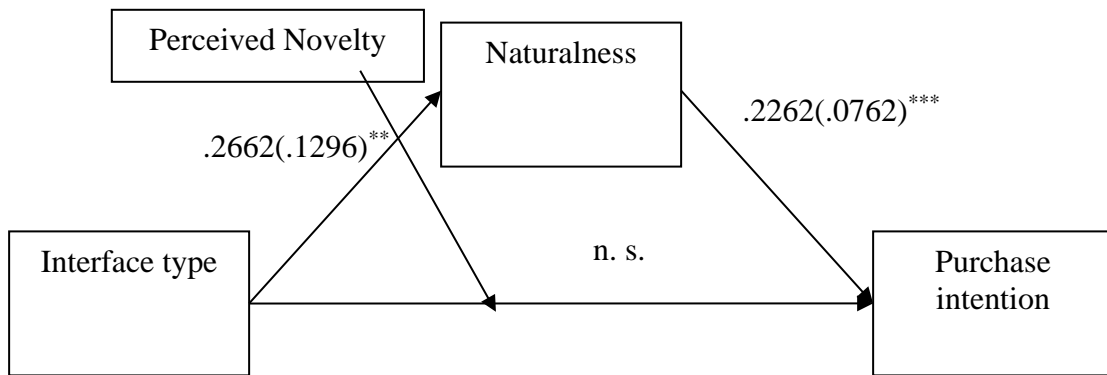 Perceived Novelty
Naturalness
.2662(.1296)**
.2262(.0762)***
Interface type
n. s.
Purchase
intention